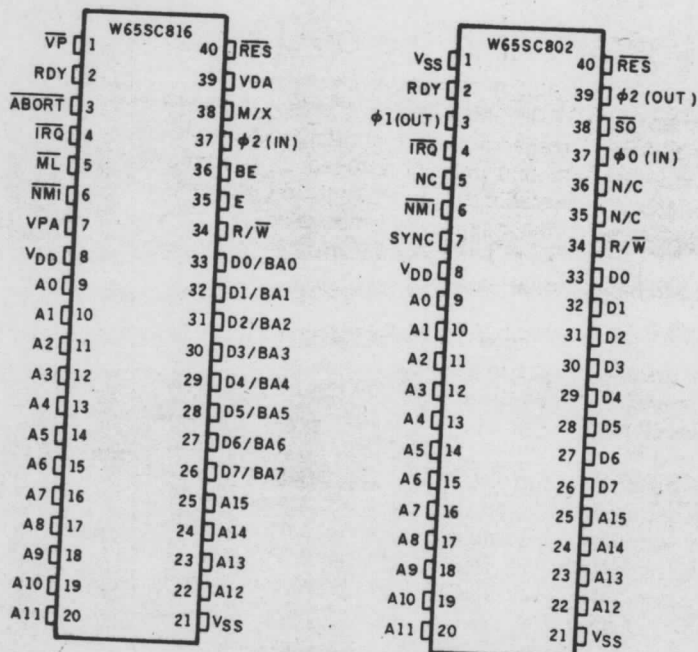 W65SC816
VP 1 40 RES
RDY 2 39 VDA
ABORT 3 38 M/X
IRQ 4 37 ϕ2(IN)
ML 5 36 BE
NMI 6 35 E
VPA 7 34 R/W
VDD 8 33 D0/BA0
A0 9 32 D1/BA1
A1 10 31 D2/BA2
A2 11 30 D3/BA3
A3 12 29 D4/BA4
A4 13 28 D5/BA5
A5 14 27 D6/BA6
A6 15 26 D7/BA7
A7 16 25 A15
A8 17 24 A14
A9 18 23 A13
A10 19 22 A12
A11 20 21 VSS
W65SC802
VSS 1 40 RES
RDY 2 39 ϕ2(OUT)
ϕ1(OUT) 3 38 SO
IRQ 4 37 ϕ0(IN)
NC 5 36 N/C
NMI 6 35 N/C
SYNC 7 34 R/W
VDD 8 33 D0
A0 9 32 D1
A1 10 31 D2
A2 11 30 D3
A3 12 29 D4
A4 13 28 D5
A5 14 27 D6
A6 15 26 D7
A7 16 25 A15
A8 17 24 A14
A9 18 23 A13
A10 19 22 A12
A11 20 21 VSS